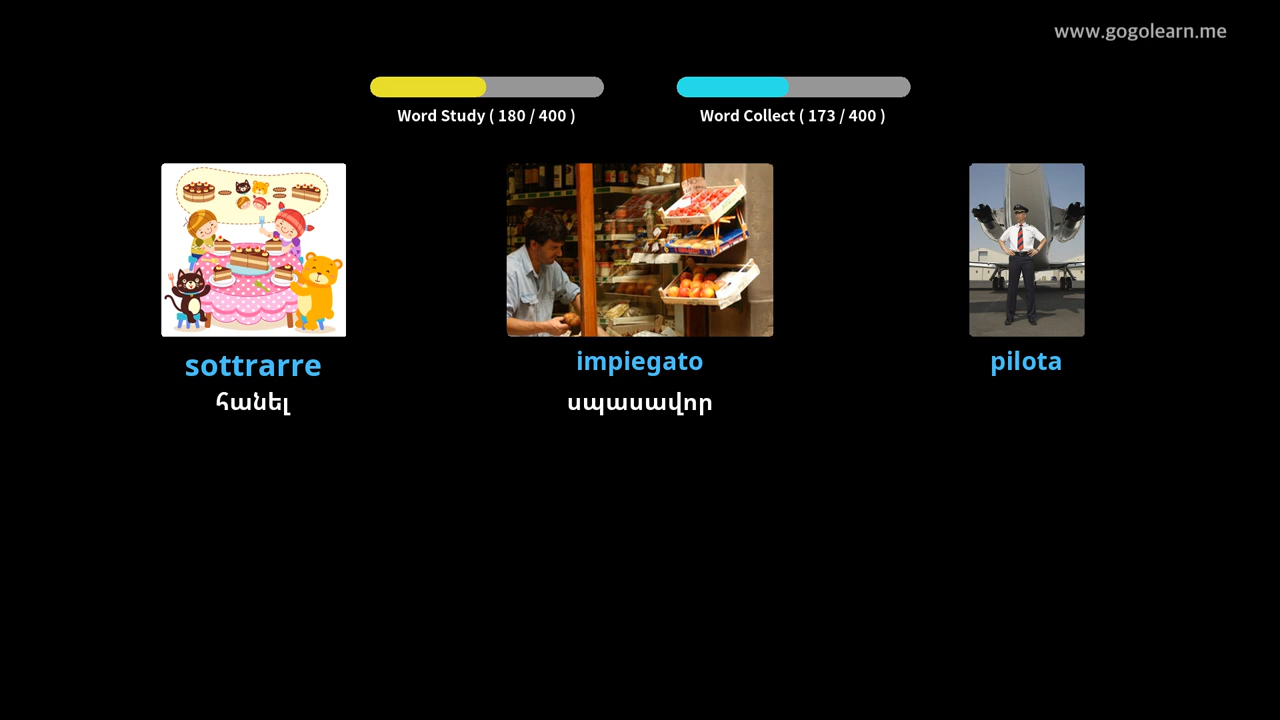 www.gogolearn.me
Word Study ( 180 / 400 )
Word Collect ( 173 / 400 )
sottrarre
հանել
impiegato
սպասավոր
pilota